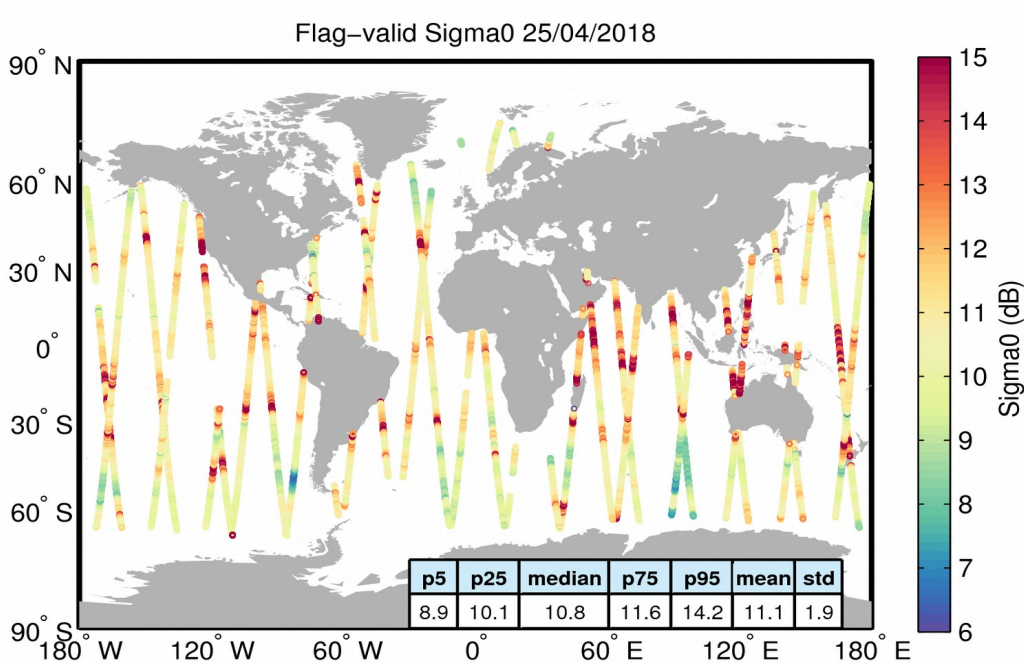 Flag−valid Sigma0 25/04/2018
90° N
60° N
30° N
0°
30° S
60° S
90° S
180° W 120° W 60° W 0° 60° E 120° E 180° E
15
14
13
12
11
10
9
8
7
6
Sigma0 (dB)
p5 p25 median p75 p95 mean std
8.9 10.1 10.8 11.6 14.2 11.1 1.9